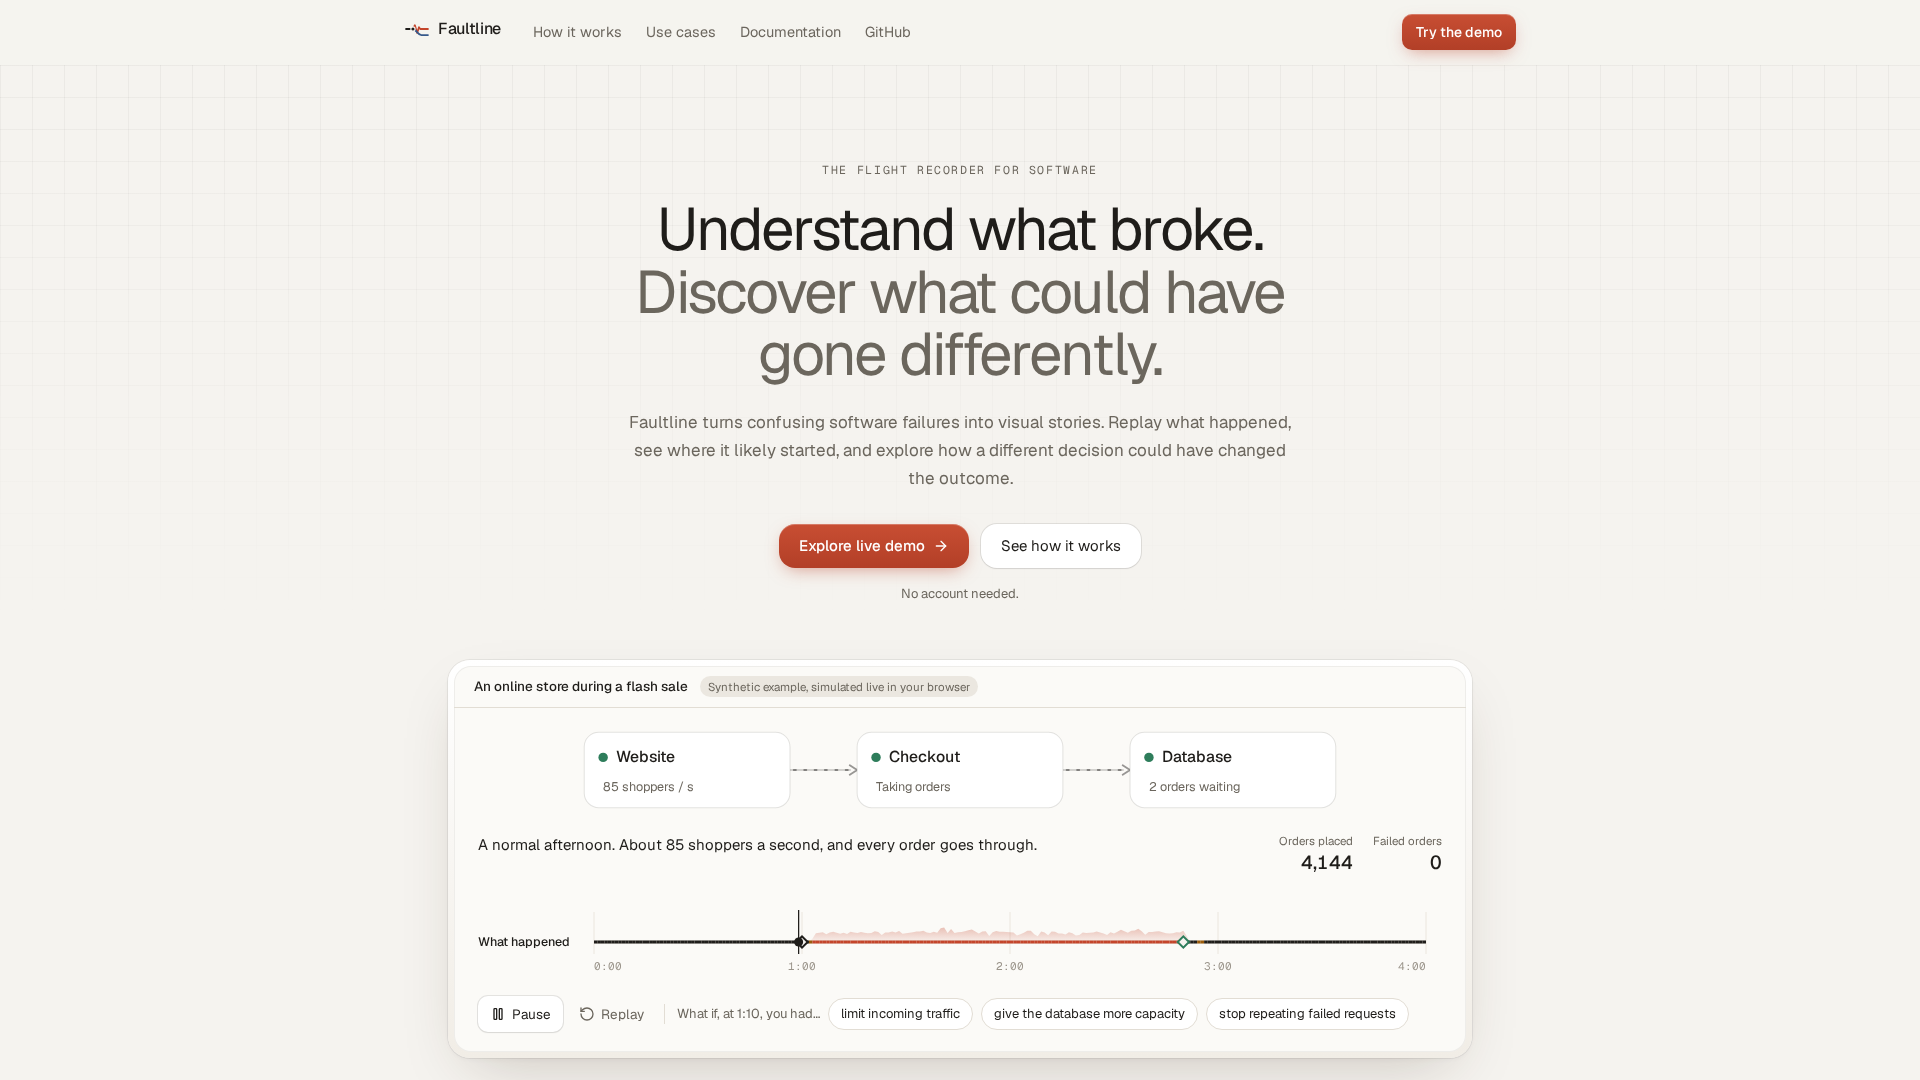 Faultline
How it works
Use cases
Documentation
GitHub
Try the demo
THE FLIGHT RECORDER FOR SOFTWARE
Understand what broke.
Discover what could have
gone differently.
Faultline turns confusing software failures into visual stories. Replay what happened,
see where it likely started, and explore how a different decision could have changed
the outcome.
Explore live demo
See how it works
No account needed.
An online store during a flash sale
Synthetic example, simulated live in your browser
Website
85 shoppers / s
Checkout
Taking orders
Database
2 orders waiting
A normal afternoon. About 85 shoppers a second, and every order goes through.
Orders placed
4,144
Failed orders
0
What happened
0:00
1:00
2:00
3:00
4:00
Pause
Replay
What if, at 1:10, you had…
limit incoming traffic
give the database more capacity
stop repeating failed requests